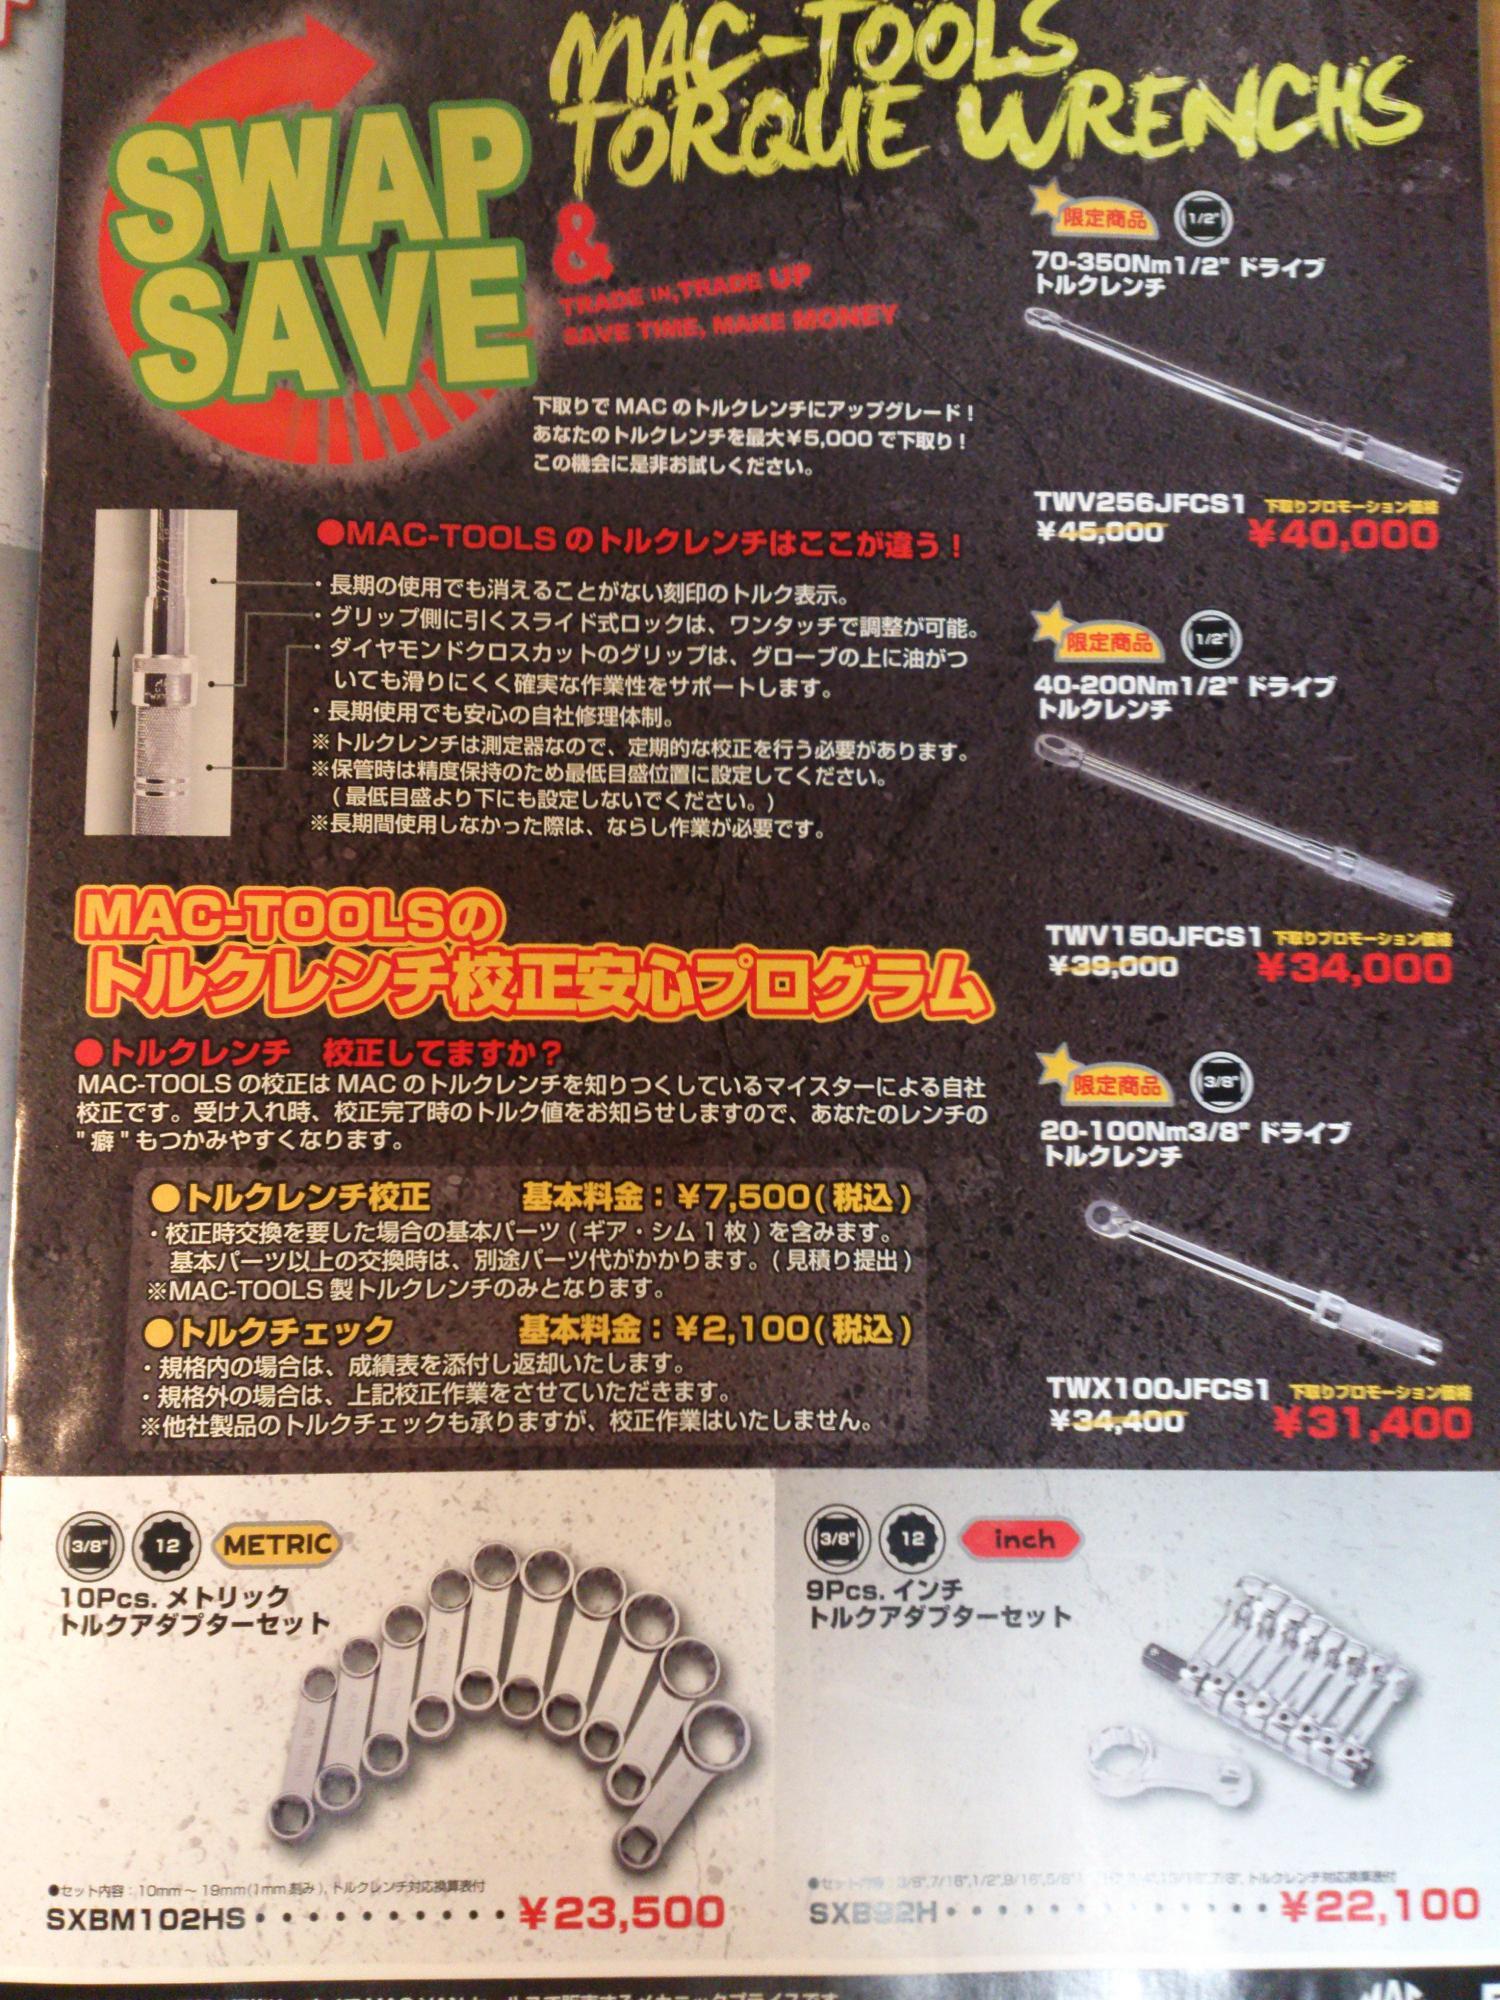 MAC-TOOLS
TORQUE WRENCHS
SWAP
&
SAVE
TRADE IN,TRADE UP
SAVE TIME, MAKE MONEY
下取りで MAC のトルクレンチにアップグレード！
あなたのトルクレンチを最大￥5,000 で下取り！
この機会に是非お試しください。
●MAC-TOOLS のトルクレンチはここが違う！
・長期の使用でも消えることがない刻印のトルク表示。
・グリップ側に引くスライド式ロックは、ワンタッチで調整が可能。
・ダイヤモンドクロスカットのグリップは、グローブの上に油がつ
いても滑りにくく確実な作業性をサポートします。
・長期使用でも安心の自社修理体制。
※トルクレンチは測定器なので、定期的な校正を行う必要があります。
※保管時は精度保持のため最低目盛位置に設定してください。
( 最低目盛より下にも設定しないでください。)
※長期間使用しなかった際は、ならし作業が必要です。
限定商品 1/2"
70-350Nm1/2" ドライブ
トルクレンチ
TWV256JFCS1 下取りプロモーション価格
￥45,000 ￥40,000
限定商品 1/2"
40-200Nm1/2" ドライブ
トルクレンチ
TWV150JFCS1 下取りプロモーション価格
￥39,000 ￥34,000
限定商品 3/8"
20-100Nm3/8" ドライブ
トルクレンチ
TWX100JFCS1 下取りプロモーション価格
￥34,400 ￥31,400
MAC-TOOLSの
トルクレンチ校正安心プログラム
●トルクレンチ　校正してますか？
MAC-TOOLS の校正は MAC のトルクレンチを知りつくしているマイスターによる自社
校正です。受け入れ時、校正完了時のトルク値をお知らせしますので、あなたのレンチの
" 癖 " もつかみやすくなります。
●トルクレンチ校正 基本料金：￥7,500( 税込 )
・校正時交換を要した場合の基本パーツ ( ギア・シム 1 枚 ) を含みます。
基本パーツ以上の交換時は、別途パーツ代がかかります。( 見積り提出 )
※MAC-TOOLS 製トルクレンチのみとなります。
●トルクチェック 基本料金：￥2,100( 税込 )
・規格内の場合は、成績表を添付し返却いたします。
・規格外の場合は、上記校正作業をさせていただきます。
※他社製品のトルクチェックも承りますが、校正作業はいたしません。
3/8" 12 METRIC
10Pcs. メトリック
トルクアダプターセット
●セット内容：10mm～19mm(1mm 刻み), トルクレンチ対応換算表付
SXBM102HS・・・・・・・・・・￥23,500
3/8" 12 inch
9Pcs. インチ
トルクアダプターセット
●セット内容：3/8",7/16",1/2",9/16",5/8" トルクレンチ対応換算表付
SXB92H・・・・・・・・・・・・・￥22,100